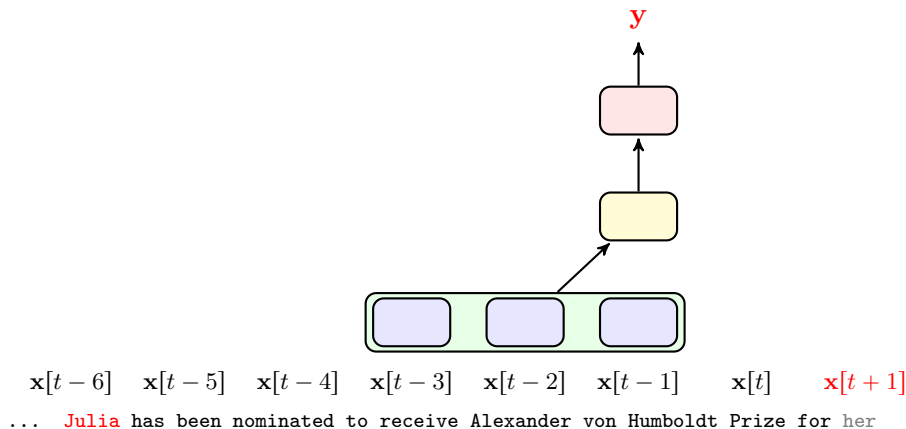 y
x[t − 6] x[t − 5] x[t − 4] x[t − 3] x[t − 2] x[t − 1] x[t] x[t + 1]
... Julia has been nominated to receive Alexander von Humboldt Prize for her